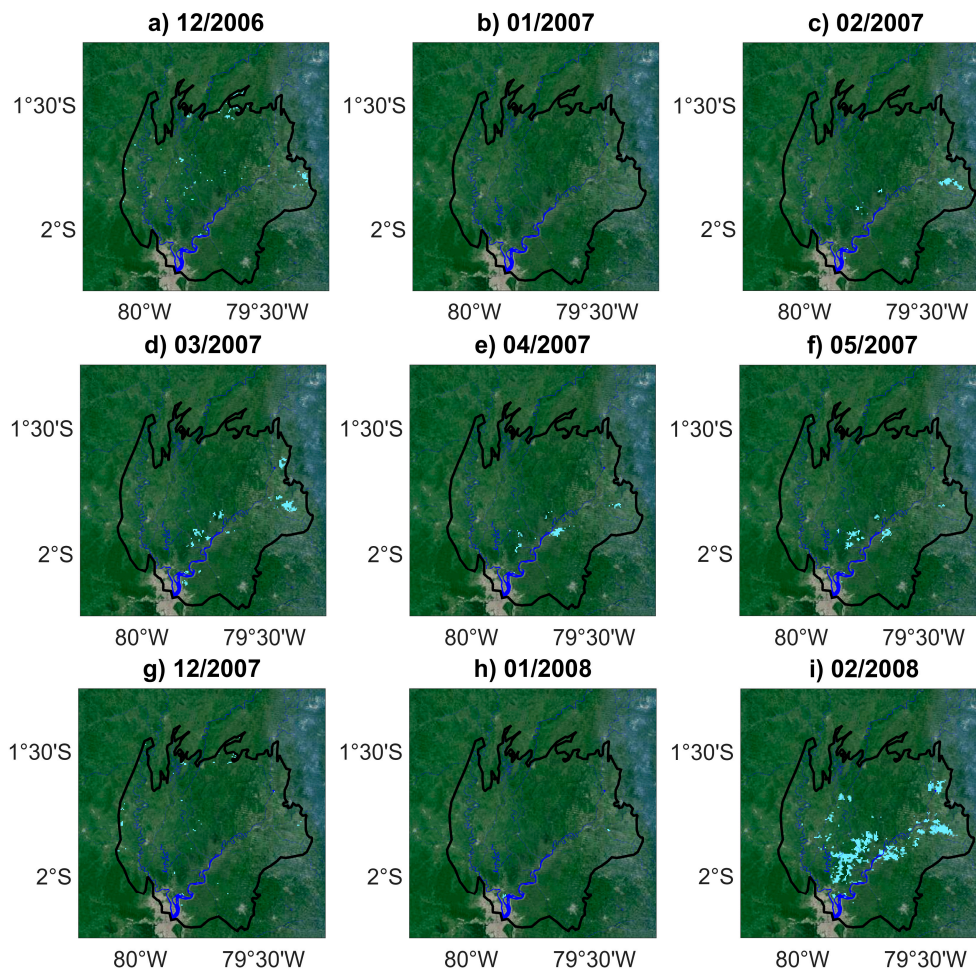 a) 12/2006
b) 01/2007
c) 02/2007
1°30'S
1°30'S
1°30'S
2°S
2°S
2°S
80°W 79°30'W
80°W 79°30'W
80°W 79°30'W
d) 03/2007
e) 04/2007
f) 05/2007
1°30'S
1°30'S
1°30'S
2°S
2°S
2°S
80°W 79°30'W
80°W 79°30'W
80°W 79°30'W
g) 12/2007
h) 01/2008
i) 02/2008
1°30'S
1°30'S
1°30'S
2°S
2°S
2°S
80°W 79°30'W
80°W 79°30'W
80°W 79°30'W